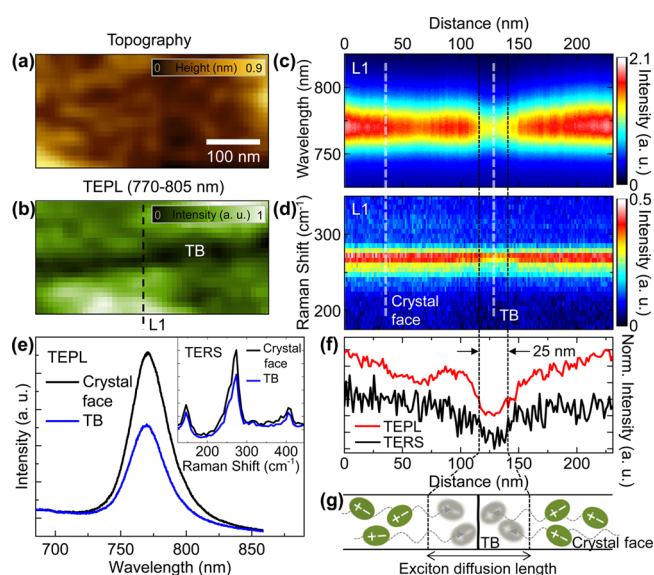 Topography
(a)
0 Height (nm) 0.9
100 nm
TEPL (770-805 nm)
(b)
0 Intensity (a. u.) 1
TB
L1
(c)
Distance (nm)
0 50 100 150 200
L1
800
750
Wavelength (nm)
2.1
0
Intensity (a. u.)
(d)
L1
300
200
Raman Shift (cm-1)
Crystal
face
TB
0.5
0
Intensity (a. u.)
(e)
TEPL
Crystal
face
TB
Intensity (a. u.)
700 750 800 850
Wavelength (nm)
TERS
Crystal
face
TB
200 300 400
Raman Shift (cm-1)
(f)
25 nm
TEPL
TERS
Norm. Intensity (a. u.)
0 50 100 150 200
Distance (nm)
(g)
TB
Crystal face
Exciton diffusion length